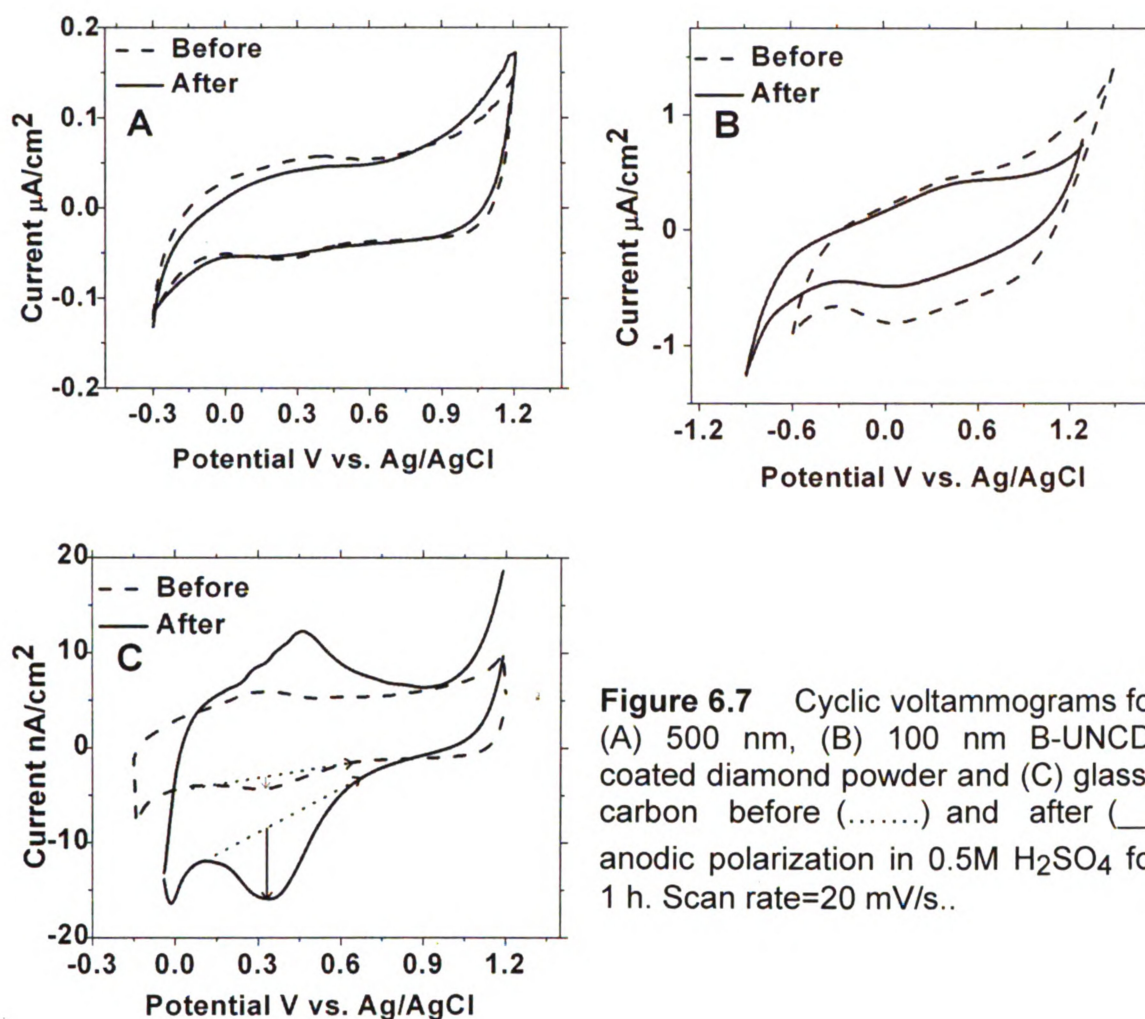 0.2
0.1
0.0
-0.1
-0.2
Current μA/cm²
-- Before
— After
A
-0.3 0.0 0.3 0.6 0.9 1.2
Potential V vs. Ag/AgCl
1
0
-1
Current μA/cm²
-- Before
— After
B
-1.2 -0.6 0.0 0.6 1.2
Potential V vs. Ag/AgCl
20
10
0
-10
-20
Current nA/cm²
-- Before
— After
C
-0.3 0.0 0.3 0.6 0.9 1.2
Potential V vs. Ag/AgCl
Figure 6.7 Cyclic voltammograms fo
(A) 500 nm, (B) 100 nm B-UNCD
coated diamond powder and (C) glass
carbon before (.......) and after (__
anodic polarization in 0.5M H₂SO₄ fo
1 h. Scan rate=20 mV/s..